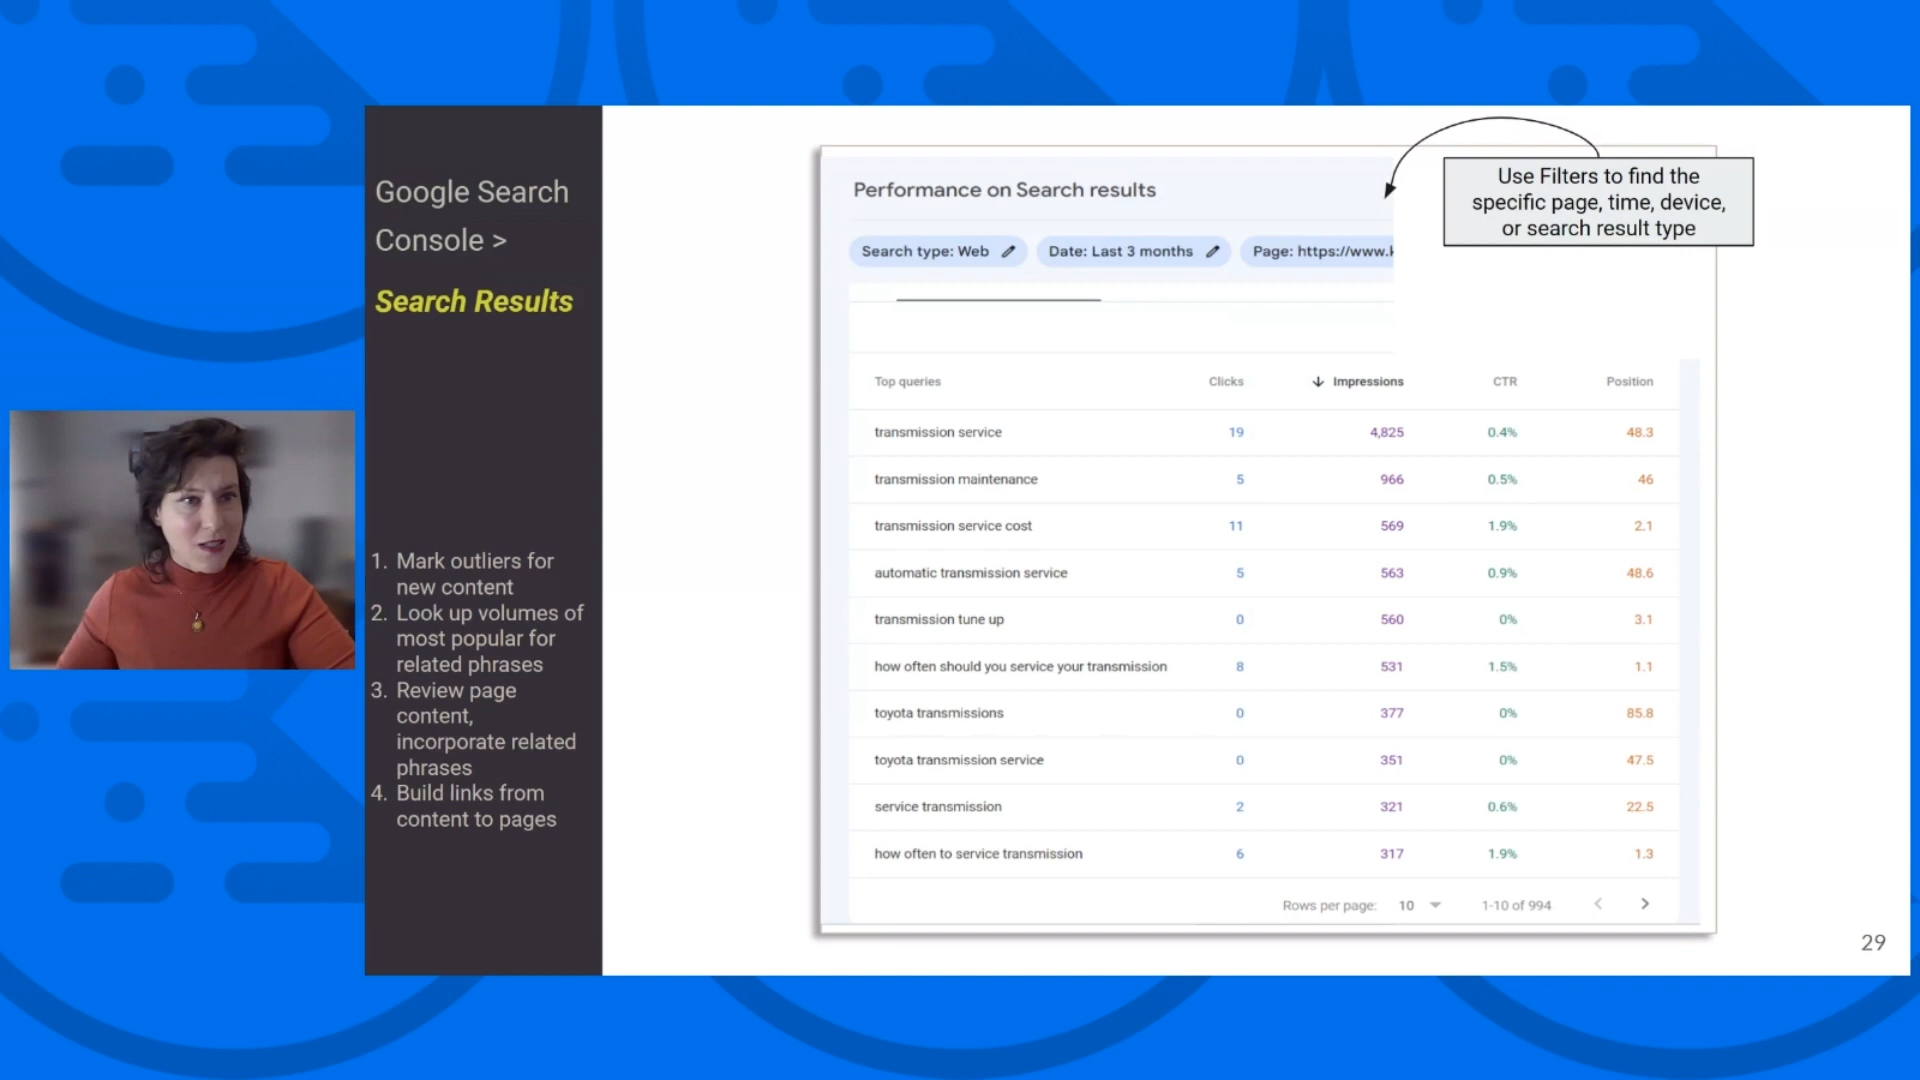 Google Search
Console >
Search Results
1. Mark outliers for
new content
2. Look up volumes of
most popular for
related phrases
3. Review page
content,
incorporate related
phrases
4. Build links from
content to pages
Performance on Search results
Use Filters to find the
specific page, time, device,
or search result type
Search type: Web Date: Last 3 months Page: https://www.
Top queries Clicks Impressions CTR Position
transmission service 19 4,825 0.4% 48.3
transmission maintenance 5 966 0.5% 46
transmission service cost 11 569 1.9% 2.1
automatic transmission service 5 563 0.9% 48.6
transmission tune up 0 560 0% 3.1
how often should you service your transmission 8 531 1.5% 1.1
toyota transmissions 0 377 0% 85.8
toyota transmission service 0 351 0% 47.5
service transmission 2 321 0.6% 22.5
how often to service transmission 6 317 1.9% 1.3
Rows per page: 10 1-10 of 994
29